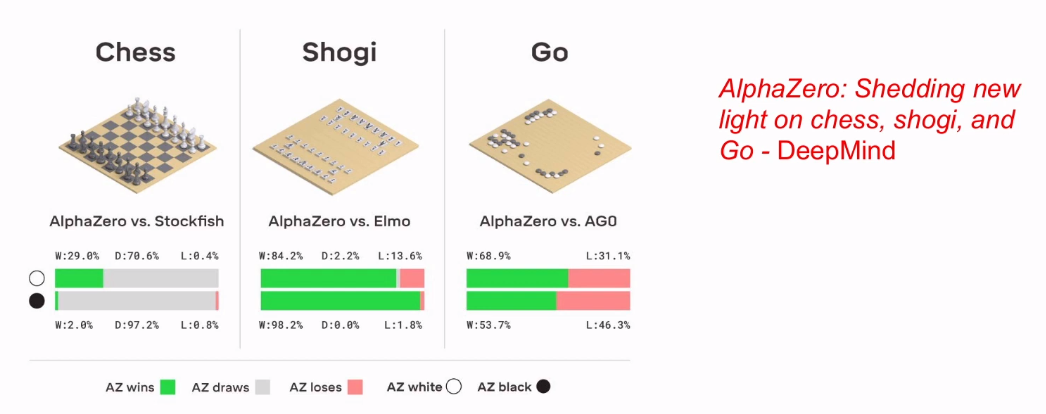 Chess
Shogi
Go
AlphaZero: Shedding new
light on chess, shogi, and
Go - DeepMind
AlphaZero vs. Stockfish
AlphaZero vs. Elmo
AlphaZero vs. AG0
W:29.0% D:70.6% L:0.4%
W:84.2% D:2.2% L:13.6%
W:68.9% L:31.1%
W:2.0% D:97.2% L:0.8%
W:98.2% D:0.0% L:1.8%
W:53.7% L:46.3%
AZ wins AZ draws AZ loses AZ white AZ black